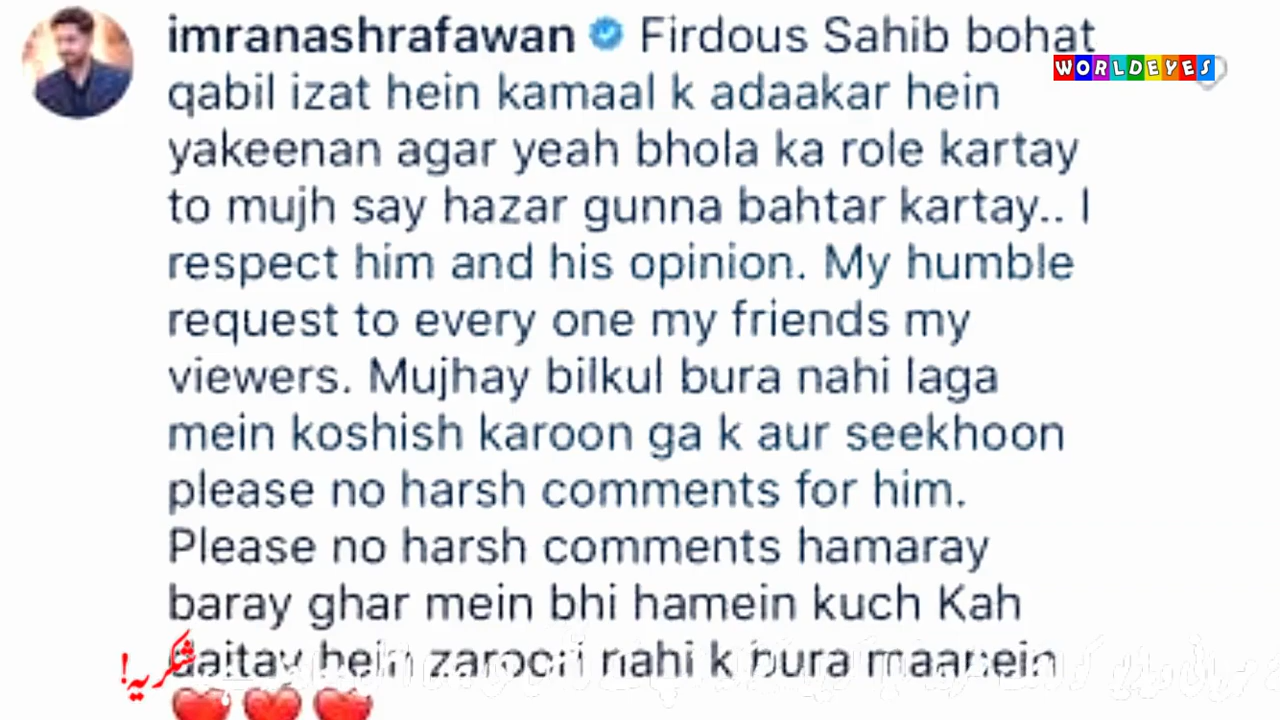 imranashrafawan Firdous Sahib bohat
WORLDEYES
qabil izat hein kamaal k adaakar hein
yakeenan agar yeah bhola ka role kartay
to mujh say hazar gunna bahtar kartay.. I
respect him and his opinion. My humble
request to every one my friends my
viewers. Mujhay bilkul bura nahi laga
mein koshish karoon ga k aur seekhoon
please no harsh comments for him.
Please no harsh comments hamaray
baray ghar mein bhi hamein kuch Kah
daitay hein zaroori nahi k bura maanein
شکریہ!